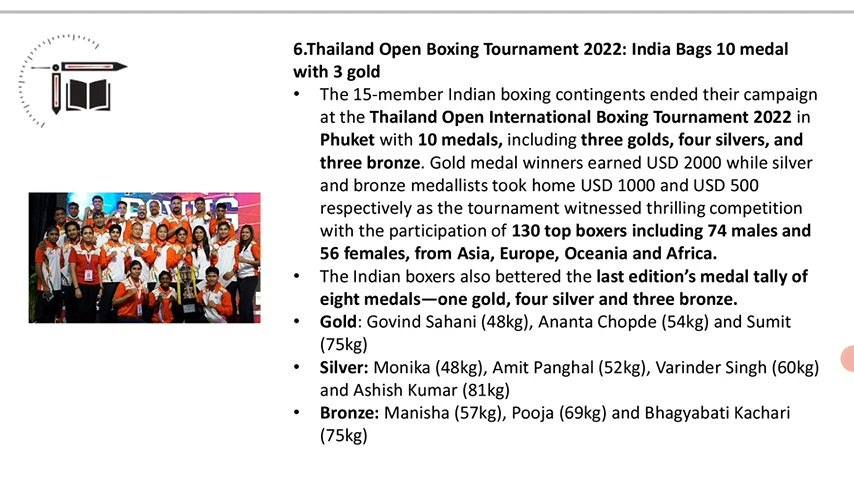 6.Thailand Open Boxing Tournament 2022: India Bags 10 medal
with 3 gold
• The 15-member Indian boxing contingents ended their campaign
at the Thailand Open International Boxing Tournament 2022 in
Phuket with 10 medals, including three golds, four silvers, and
three bronze. Gold medal winners earned USD 2000 while silver
and bronze medallists took home USD 1000 and USD 500
respectively as the tournament witnessed thrilling competition
with the participation of 130 top boxers including 74 males and
56 females, from Asia, Europe, Oceania and Africa.
• The Indian boxers also bettered the last edition's medal tally of
eight medals—one gold, four silver and three bronze.
• Gold: Govind Sahani (48kg), Ananta Chopde (54kg) and Sumit
(75kg)
• Silver: Monika (48kg), Amit Panghal (52kg), Varinder Singh (60kg)
and Ashish Kumar (81kg)
• Bronze: Manisha (57kg), Pooja (69kg) and Bhagyabati Kachari
(75kg)